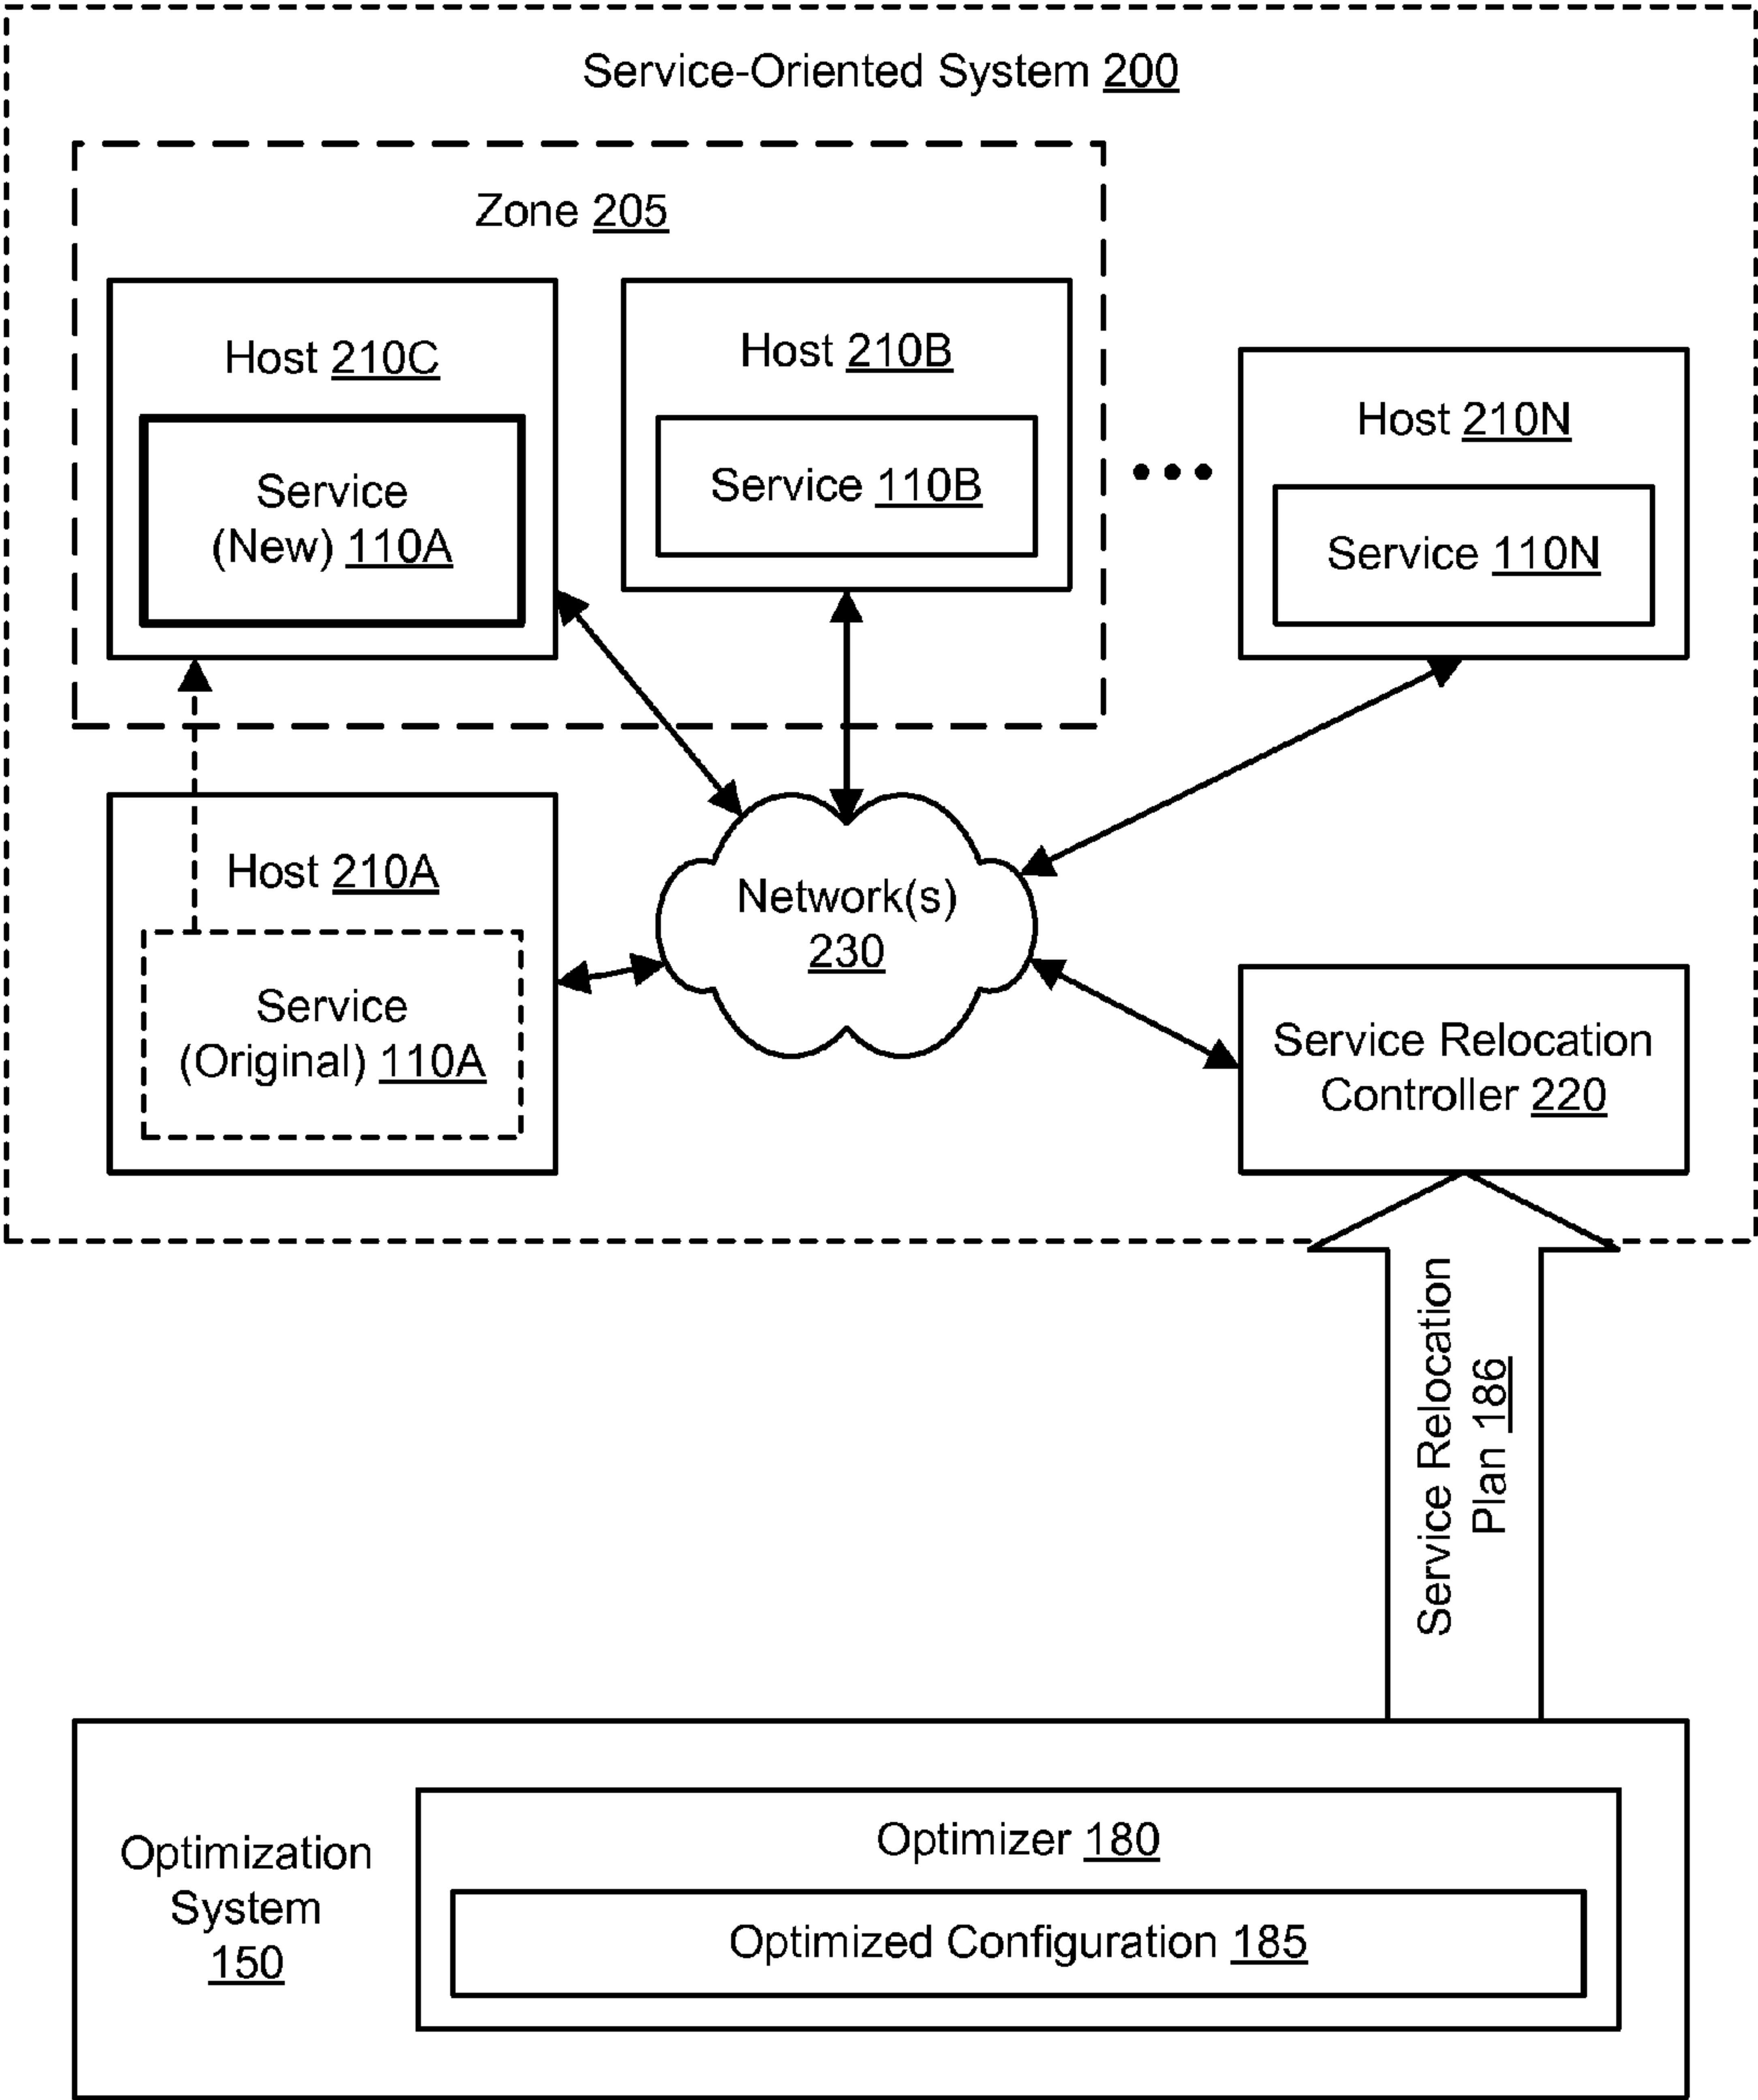 Service-Oriented System 200
Zone 205
Host 210C
Service
(New) 110A
Host 210B
Service 110B
Host 210N
Service 110N
Host 210A
Service
(Original) 110A
Network(s)
230
Service Relocation
Controller 220
Service Relocation
Plan 186
Optimization
System
150
Optimizer 180
Optimized Configuration 185